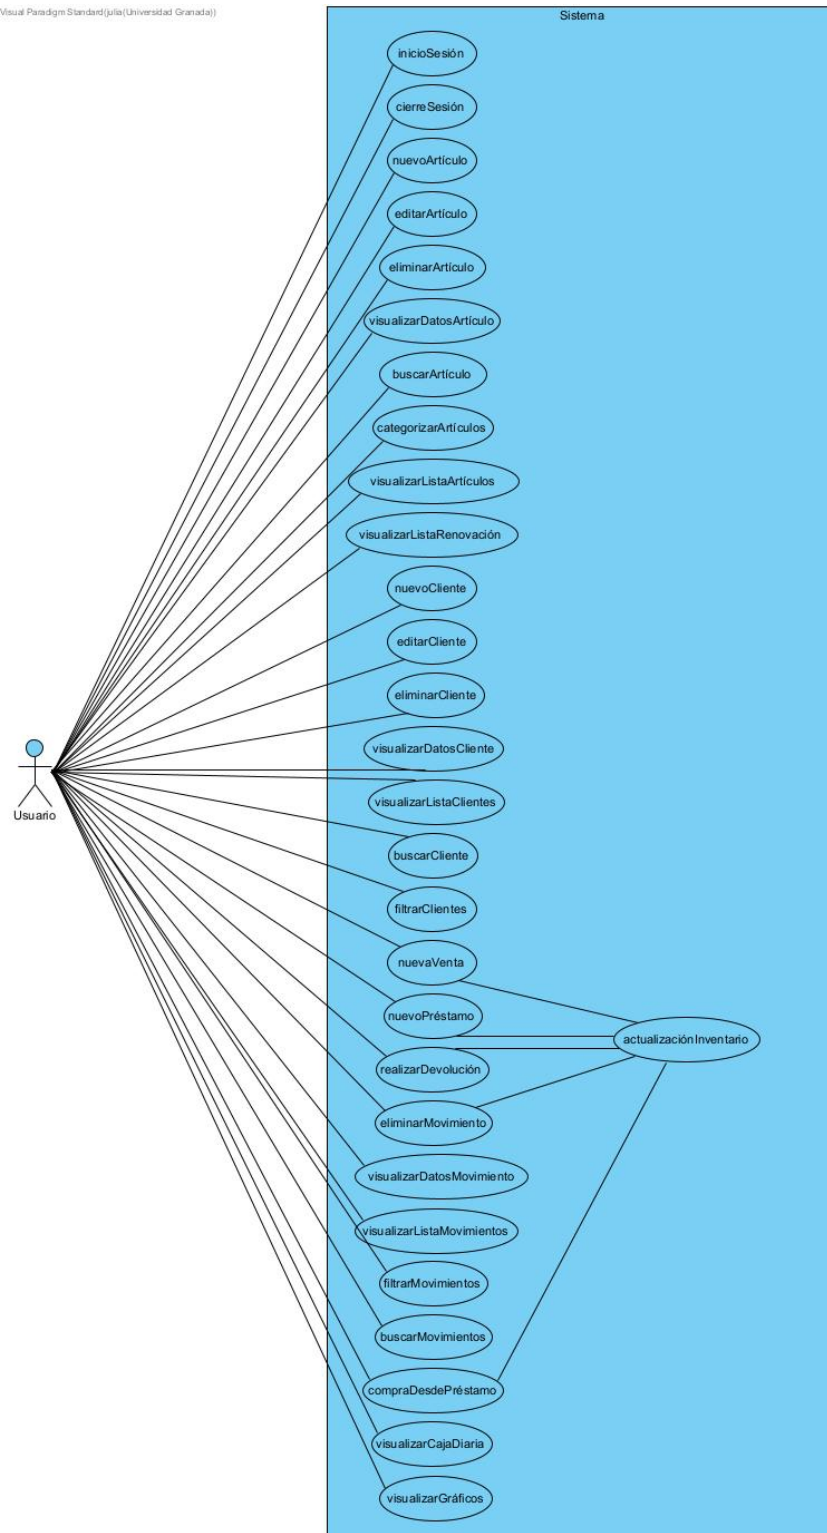 Visual Paradigm Standard(julia(Universidad Granada))
Sistema
inicioSesión
cierreSesión
nuevoArtículo
editarArtículo
eliminarArtículo
visualizarDatosArtículo
buscarArtículo
categorizarArtículos
visualizarListaArtículos
visualizarListaRenovación
nuevoCliente
editarCliente
eliminarCliente
visualizarDatosCliente
visualizarListaClientes
Usuario
buscarCliente
filtrarClientes
nuevaVenta
nuevoPréstamo
actualizaciónInventario
realizarDevolución
eliminarMovimiento
visualizarDatosMovimiento
visualizarListaMovimientos
filtrarMovimientos
buscarMovimientos
compraDesdePréstamo
visualizarCajaDiaria
visualizarGráficos